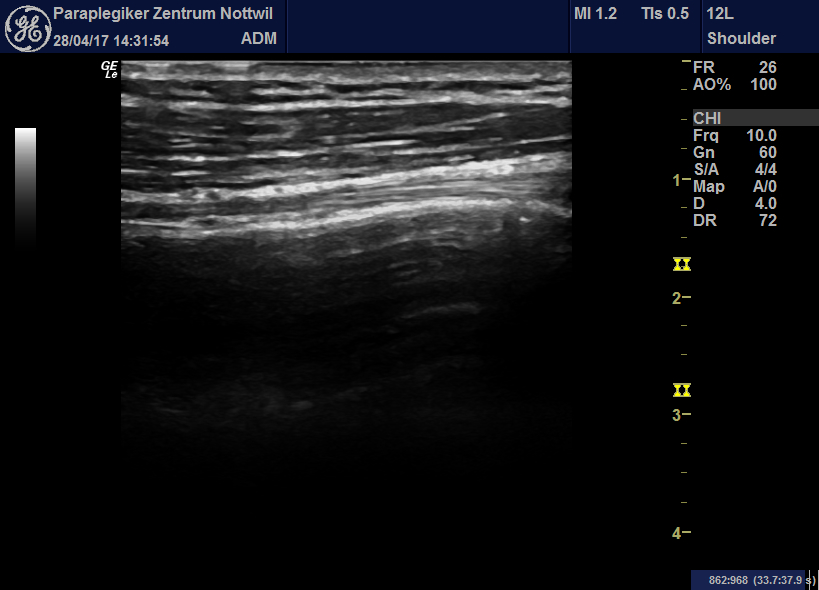 Paraplegiker Zentrum Nottwil
28/04/17 14:31:54 ADM
MI 1.2 TIs 0.5
12L
Shoulder
GE
Le
FR 26
AO% 100
CHI
Frq 10.0
Gn 60
S/A 4/4
Map A/0
D 4.0
DR 72
1
2
3
4
862:968 (33.7:37.9 s)